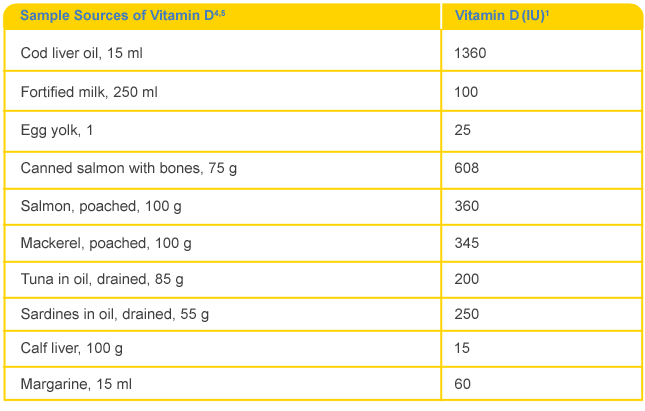 Sample Sources of Vitamin D4,5 Vitamin D (IU)1
Cod liver oil, 15 ml 1360
Fortified milk, 250 ml 100
Egg yolk, 1 25
Canned salmon with bones, 75 g 608
Salmon, poached, 100 g 360
Mackerel, poached, 100 g 345
Tuna in oil, drained, 85 g 200
Sardines in oil, drained, 55 g 250
Calf liver, 100 g 15
Margarine, 15 ml 60